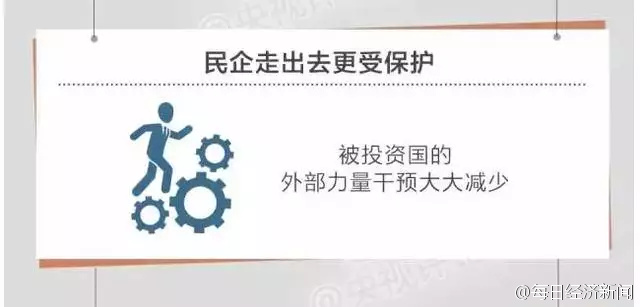 民企走出去更受保护
被投资国的
外部力量干预大大减少
@每日经济新闻